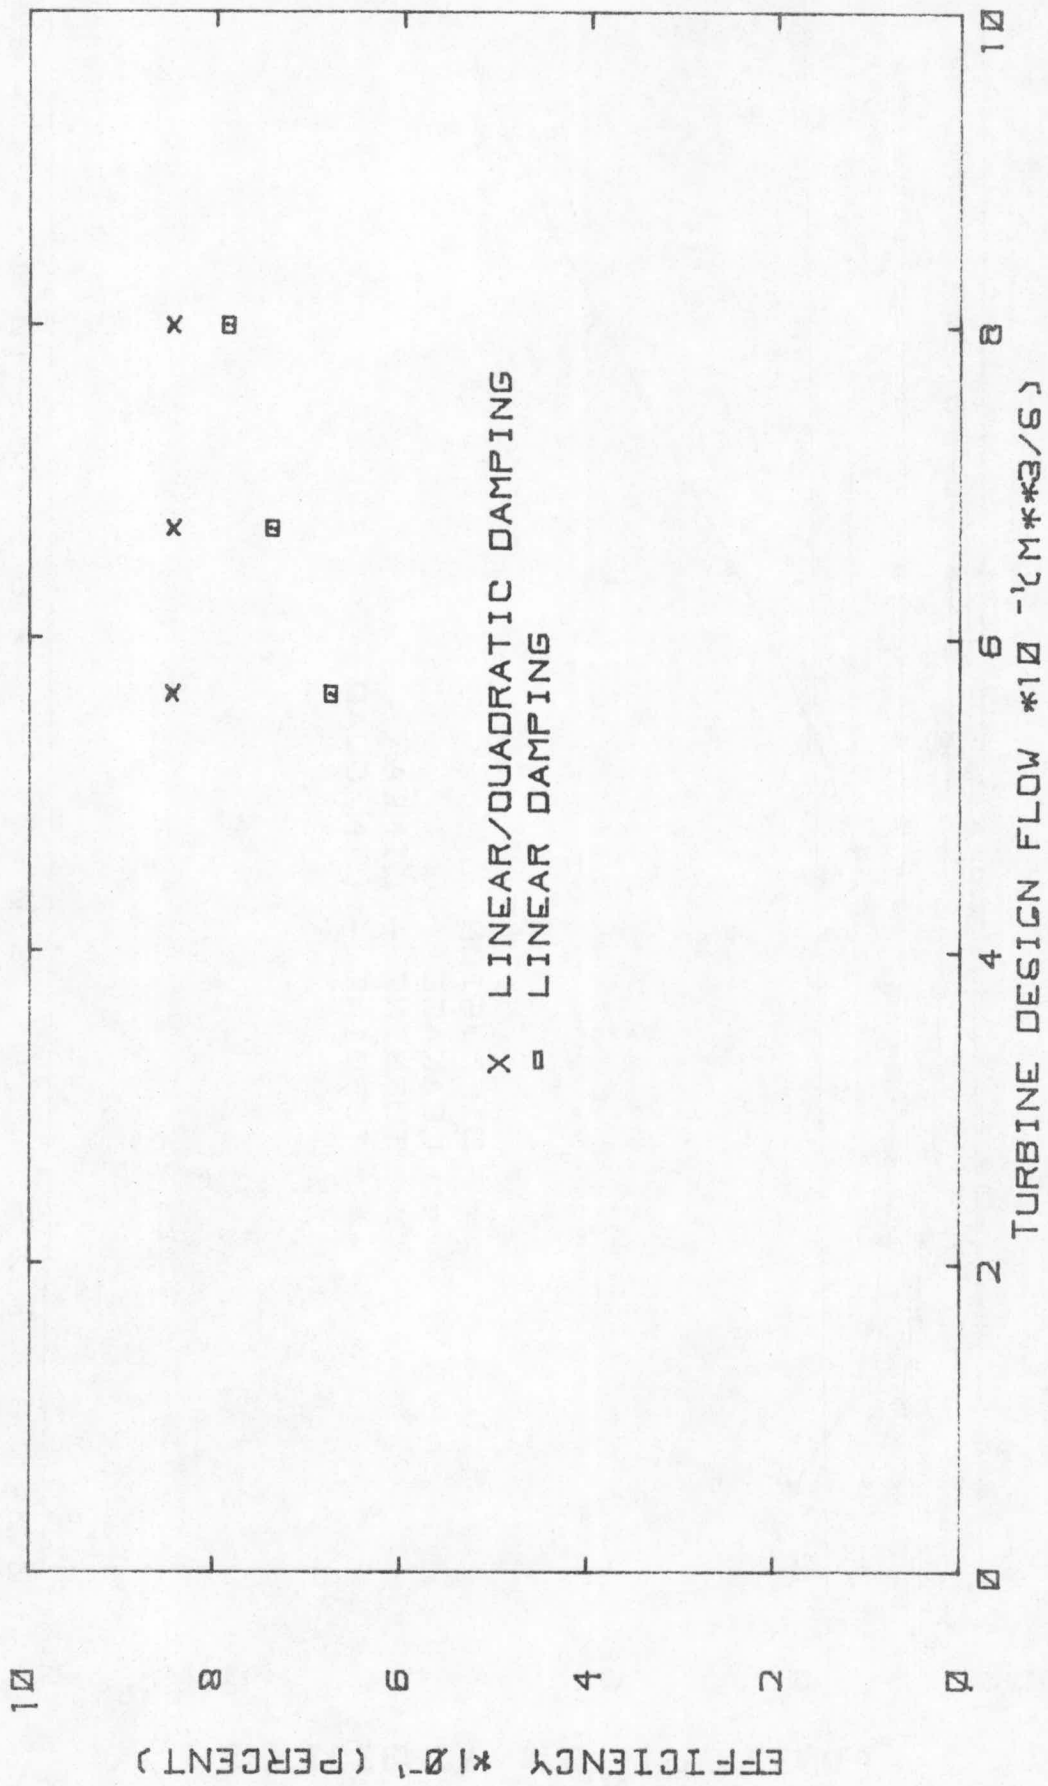 10
8
6
4
2
0
EFFICIENCY *10⁻¹ (PERCENT)
X LINEAR/QUADRATIC DAMPING
LINEAR DAMPING
0 2 4 6 8 10
TURBINE DESIGN FLOW *10⁻¹(M**3/S)